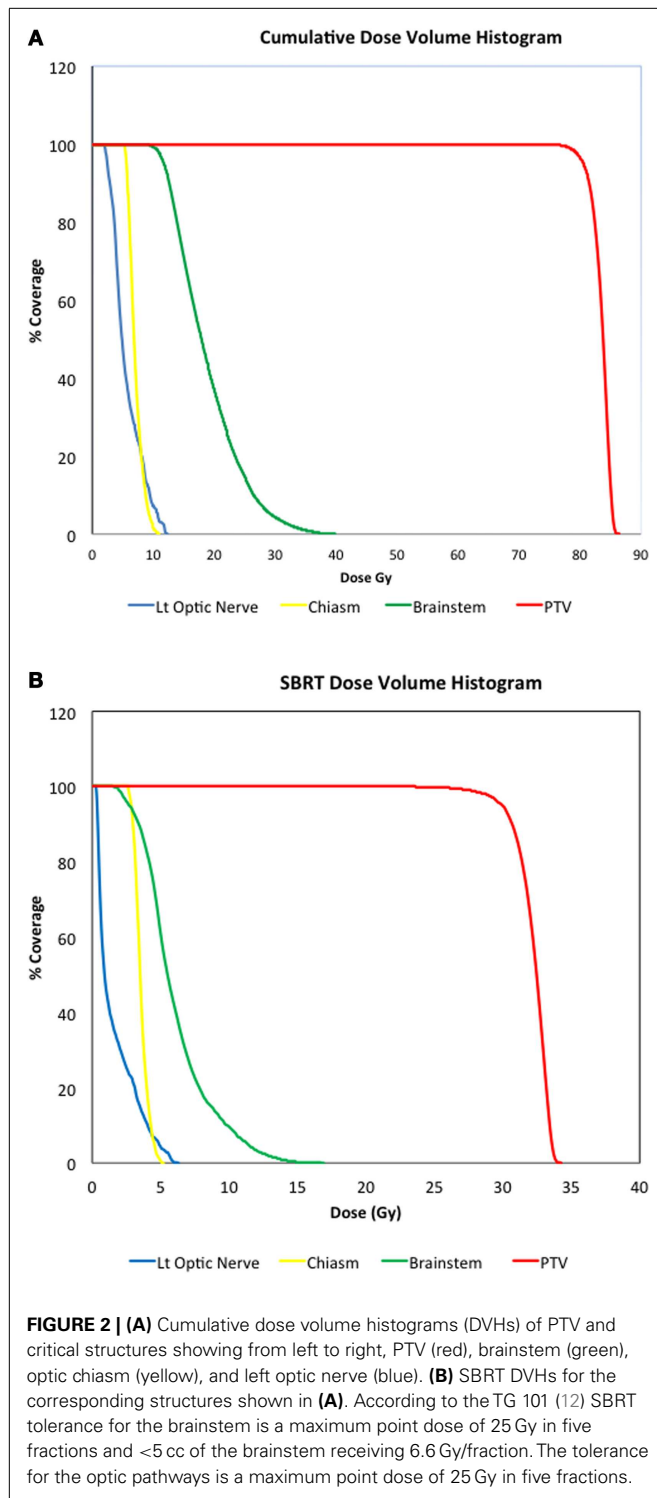 A
Cumulative Dose Volume Histogram
120
100
80
60
40
20
0
% Coverage
0 10 20 30 40 50 60 70 80 90
Dose Gy
Lt Optic Nerve Chiasm Brainstem PTV
B
SBRT Dose Volume Histogram
120
100
80
60
40
20
0
% Coverage
0 5 10 15 20 25 30 35 40
Dose (Gy)
Lt Optic Nerve Chiasm Brainstem PTV
FIGURE 2 | (A) Cumulative dose volume histograms (DVHs) of PTV and
critical structures showing from left to right, PTV (red), brainstem (green),
optic chiasm (yellow), and left optic nerve (blue). (B) SBRT DVHs for the
corresponding structures shown in (A). According to the TG 101 (12) SBRT
tolerance for the brainstem is a maximum point dose of 25 Gy in five
fractions and <5 cc of the brainstem receiving 6.6 Gy/fraction. The tolerance
for the optic pathways is a maximum point dose of 25 Gy in five fractions.